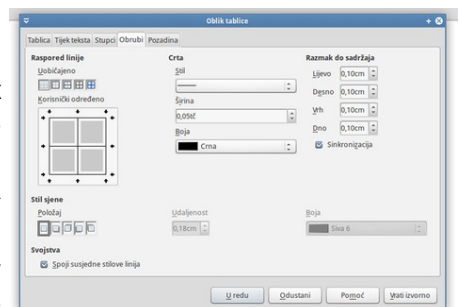 Oblik tablice
Tablica Tijek teksta Stupci Obrubi Pozadina
Raspored linije
Uobičajeno
Korisnički određeno
Crta
Stil
Širina
0,05tč
Boja
Crna
Razmak do sadržaja
Lijevo 0,10cm
Desno 0,10cm
Vrh 0,10cm
Dno 0,10cm
Sinkronizacija
Stil sjene
Položaj
Udaljenost
0,18cm
Boja
Siva 6
Svojstva
Spoji susjedne stilove linija
U redu Odustani Pomoć Vrati izvorno